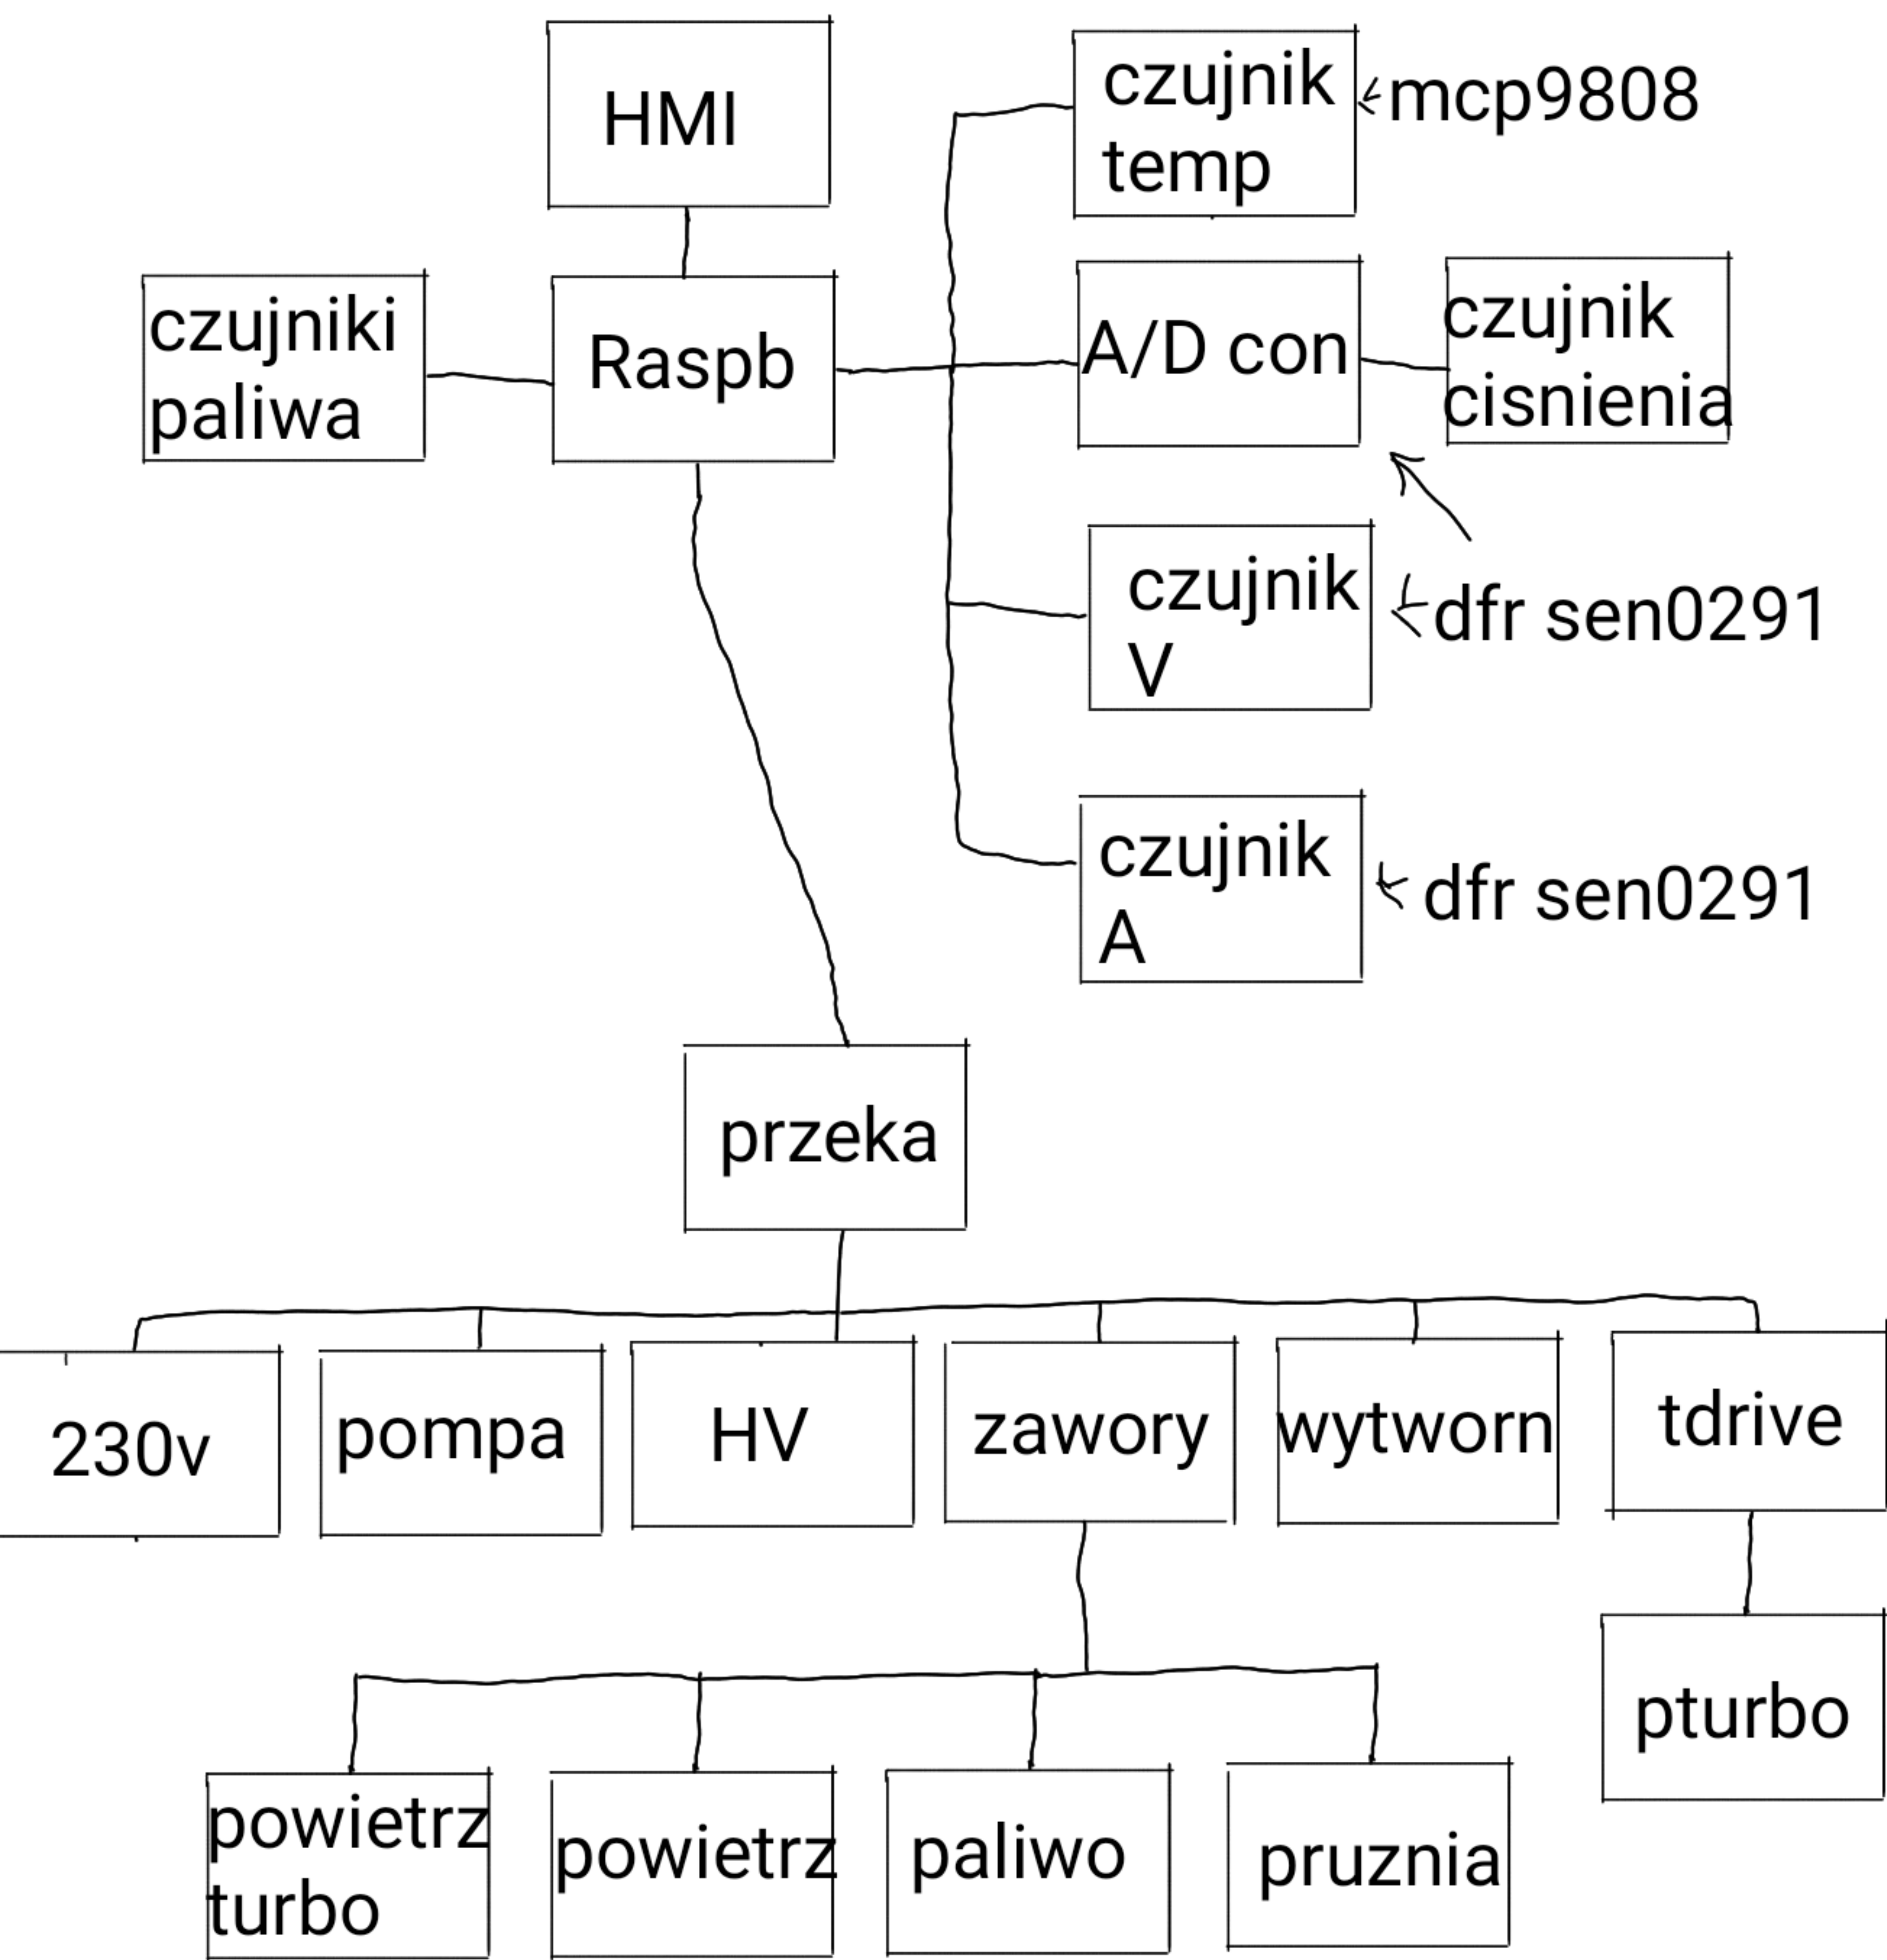 HMI
czujnik
temp
mcp9808
czujniki
paliwa
Raspb
A/D con
czujnik
cisnienia
czujnik
V
dfr sen0291
czujnik
A
dfr sen0291
przeka
230v
pompa
HV
zawory
wytworn
tdrive
pturbo
powietrz
turbo
powietrz
paliwo
pruznia